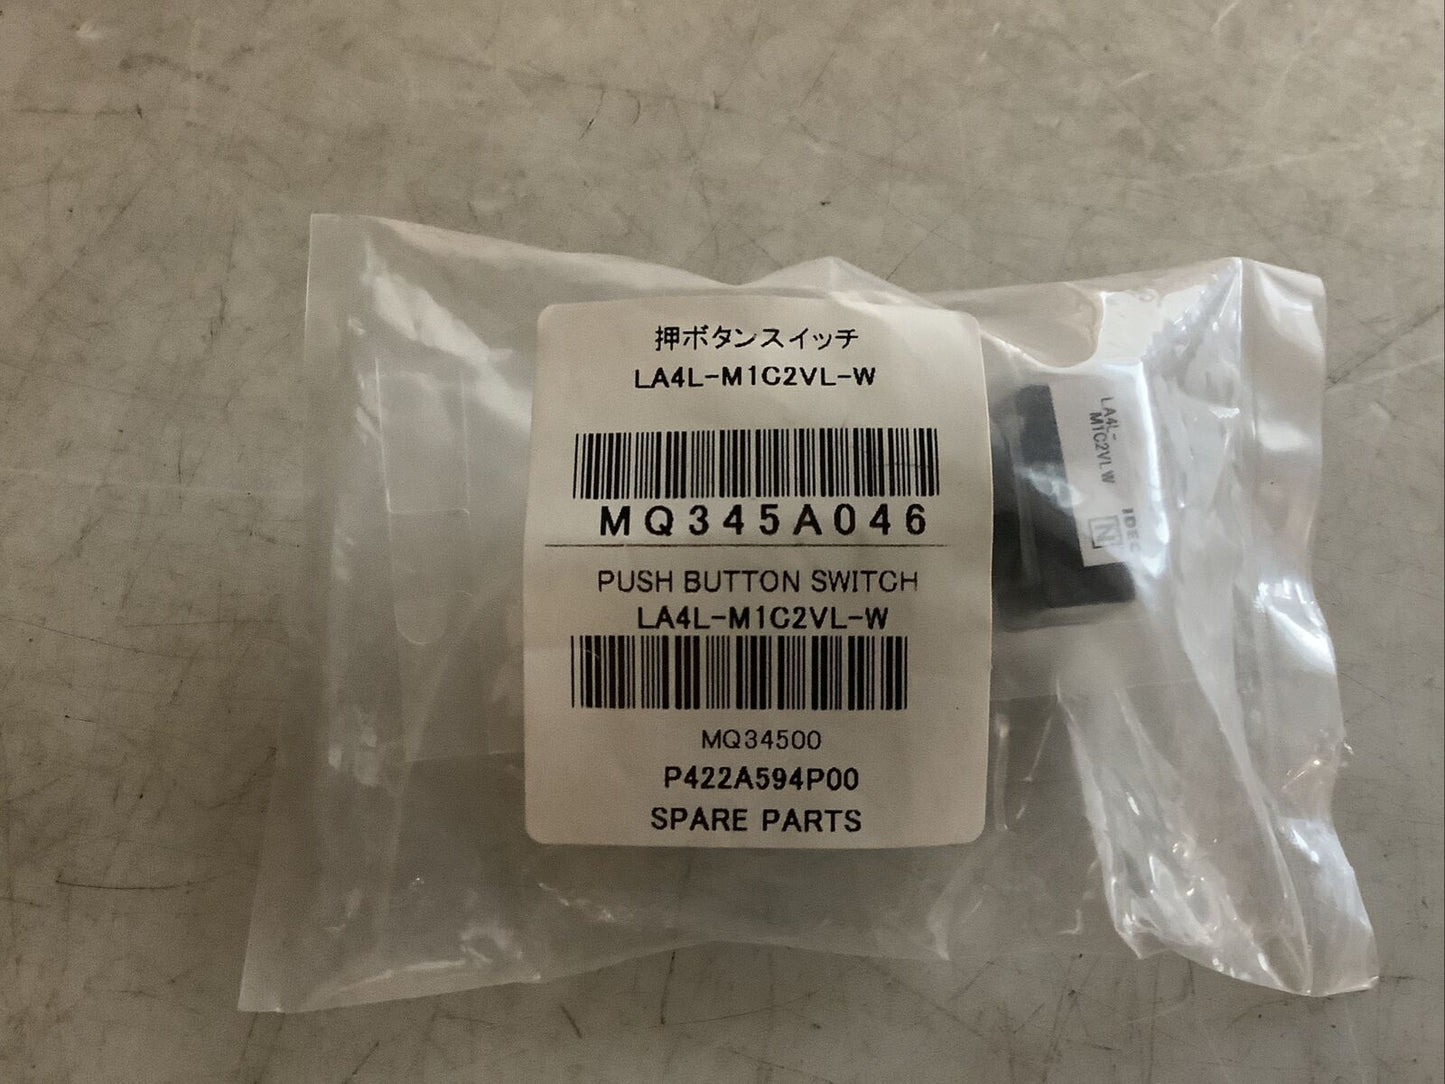 押ボタンスイッチ
LA4L-M1C2VL-W
MQ345A046
PUSH BUTTON SWITCH
LA4L-M1C2VL-W
MQ34500
P422A594P00
SPARE PARTS
LA4L-
M1C2VLW
IDEC
N